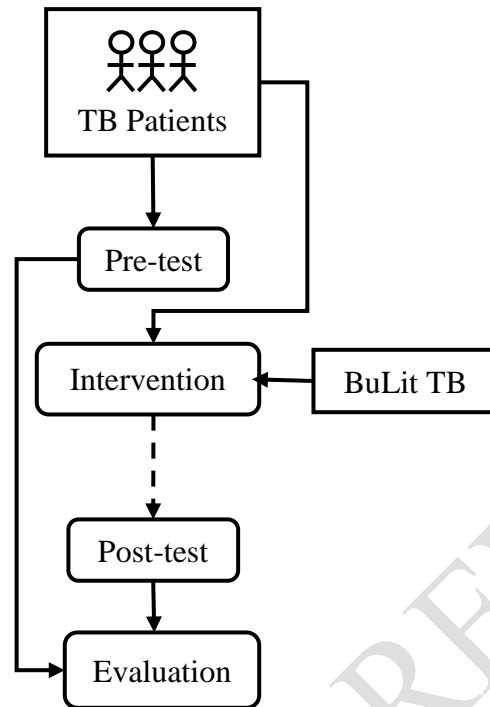 TB Patients
Pre-test
Intervention
BuLit TB
Post-test
Evaluation